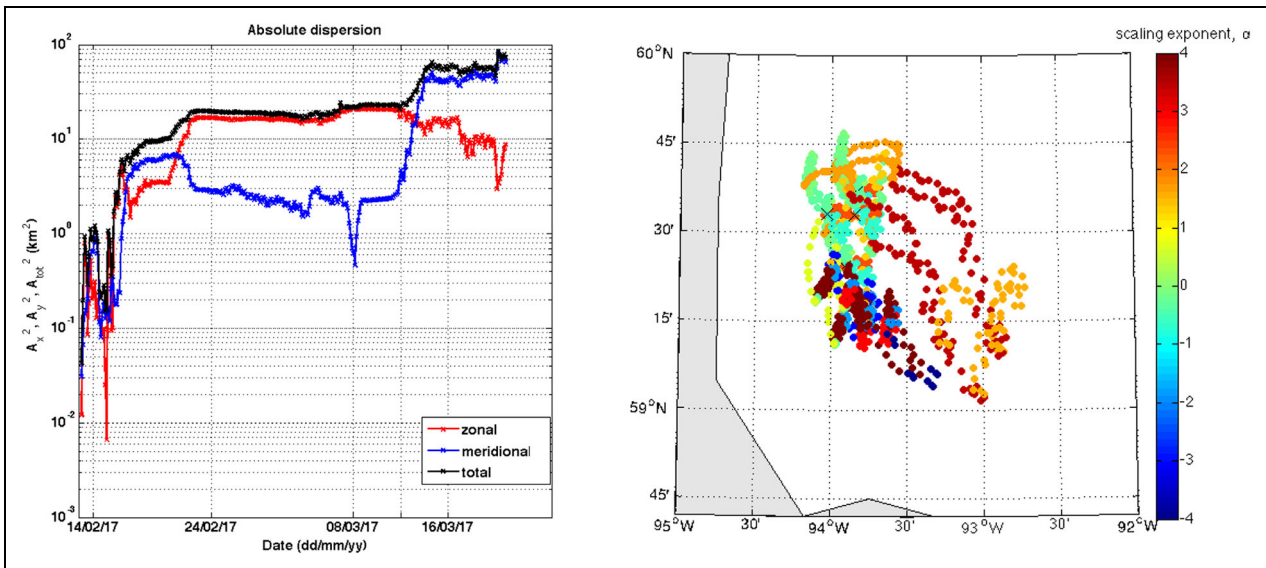 Absolute dispersion
A_x^2, A_y^2, A_tot^2 (km^2)
10^2
10^1
10^0
10^-1
10^-2
10^-3
zonal
meridional
total
14/02/17 24/02/17 09/03/17 16/03/17
Date (dd/mm/yy)
scaling exponent, α
60°N
45'
30'
15'
59°N
45'
95°W 30' 94°W 30' 93°W 30' 92°W
4
3
2
1
0
-1
-2
-3
-4